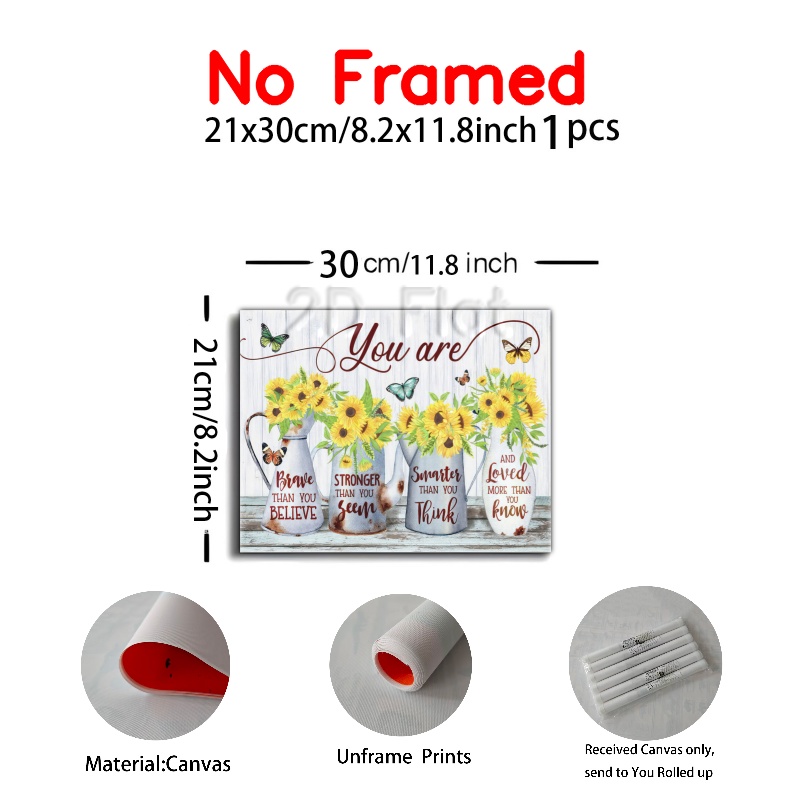 No Framed
21x30cm/8.2x11.8inch 1 pcs
30 cm/11.8 inch
2D Flat
21cm/8.2inch
You are
Brave
THAN YOU
BELIEVE
STRONGER
THAN YOU
Seem
Smarter
THAN YOU
Think
AND
Loved
MORE THAN
YOU
know
Material:Canvas
Unframe Prints
Received Canvas only,
send to You Rolled up